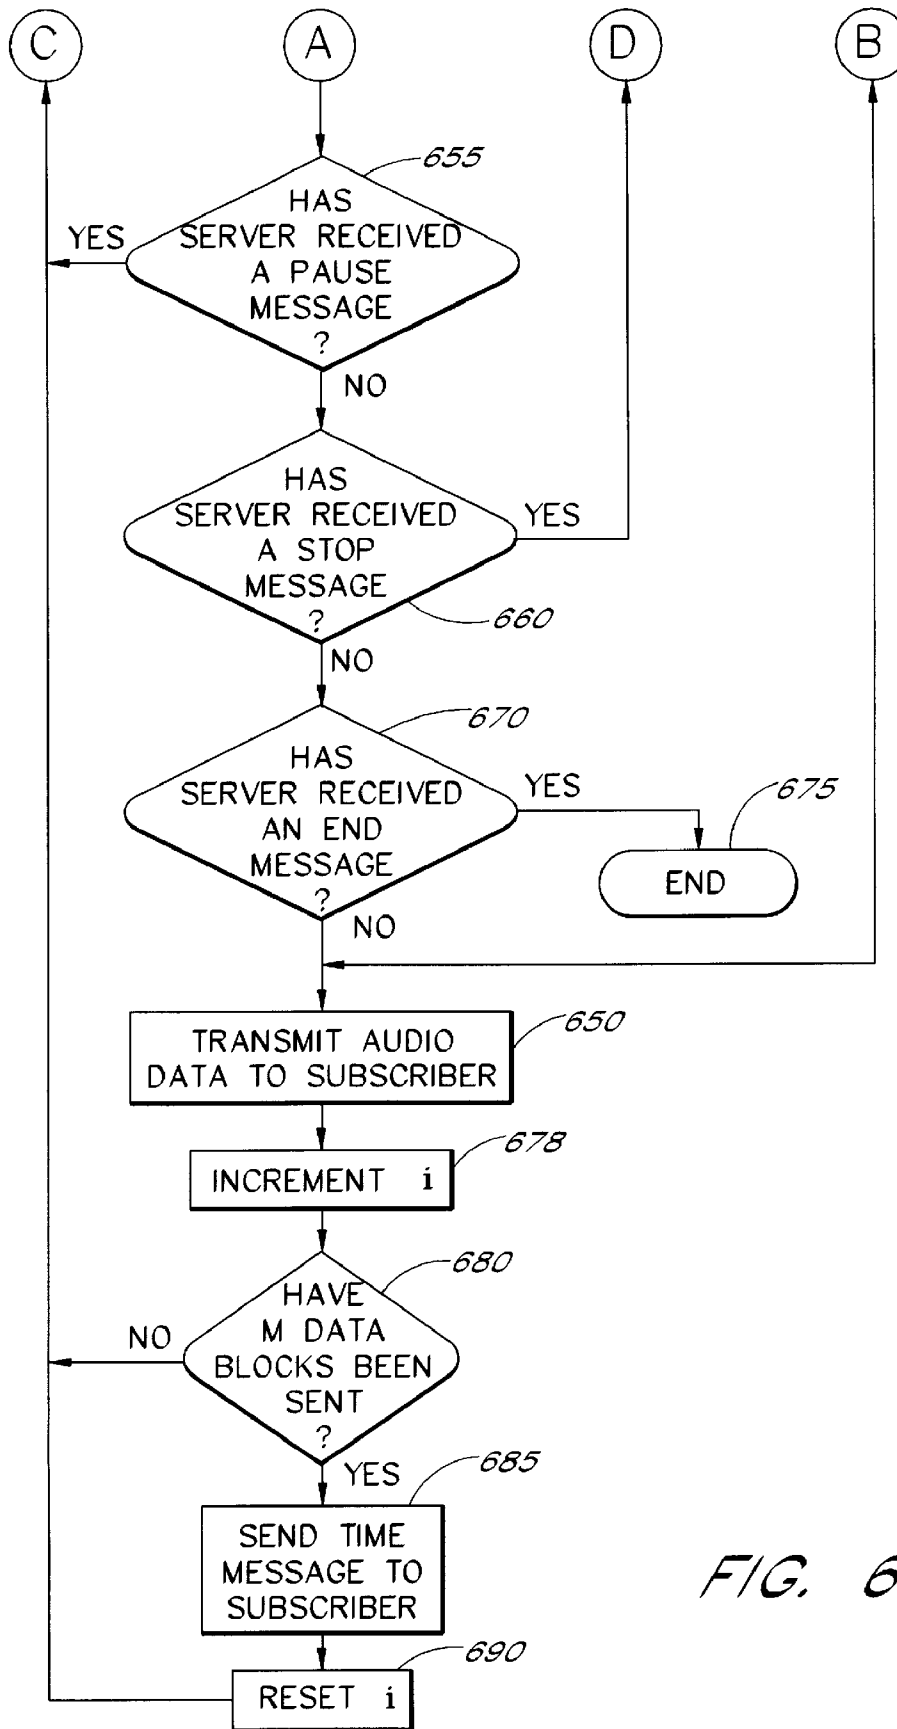 C A D B
655
HAS
SERVER RECEIVED
A PAUSE
MESSAGE
?
YES
NO
HAS
SERVER RECEIVED
A STOP
MESSAGE
?
YES
660
NO
670
HAS
SERVER RECEIVED
AN END
MESSAGE
?
YES
675
END
NO
650
TRANSMIT AUDIO
DATA TO SUBSCRIBER
678
INCREMENT i
680
HAVE
M DATA
BLOCKS BEEN
SENT
?
NO
YES
685
SEND TIME
MESSAGE TO
SUBSCRIBER
690
RESET i
FIG. 6